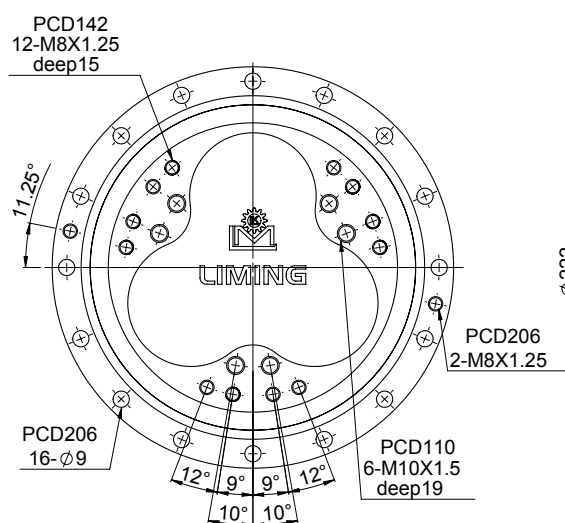 PCD142
12-M8X1.25
deep15
11.25°
LM
LIMING
PCD206
2-M8X1.25
PCD206
16-∅9
PCD110
6-M10X1.5
deep19
12°
9°
9°
12°
10°
10°